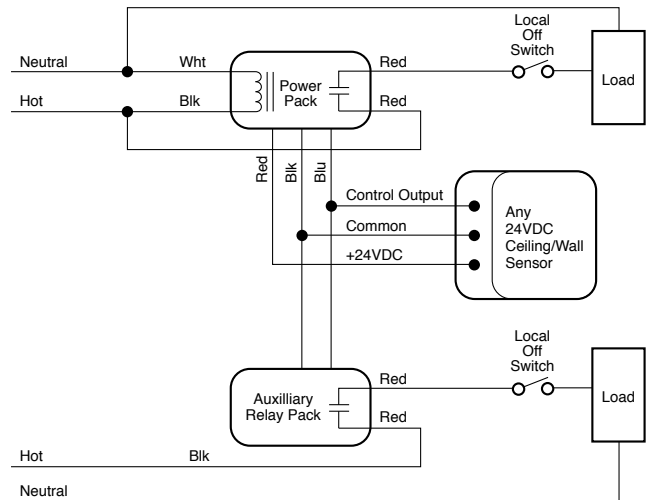 Local
Off
Switch
Neutral
Wht
Red
Power
Pack
Load
Hot
Blk
Red
Red
Blk
Blu
Control Output
Common
+24VDC
Any
24VDC
Ceiling/Wall
Sensor
Local
Off
Switch
Red
Auxilliary
Relay Pack
Load
Red
Hot
Blk
Neutral